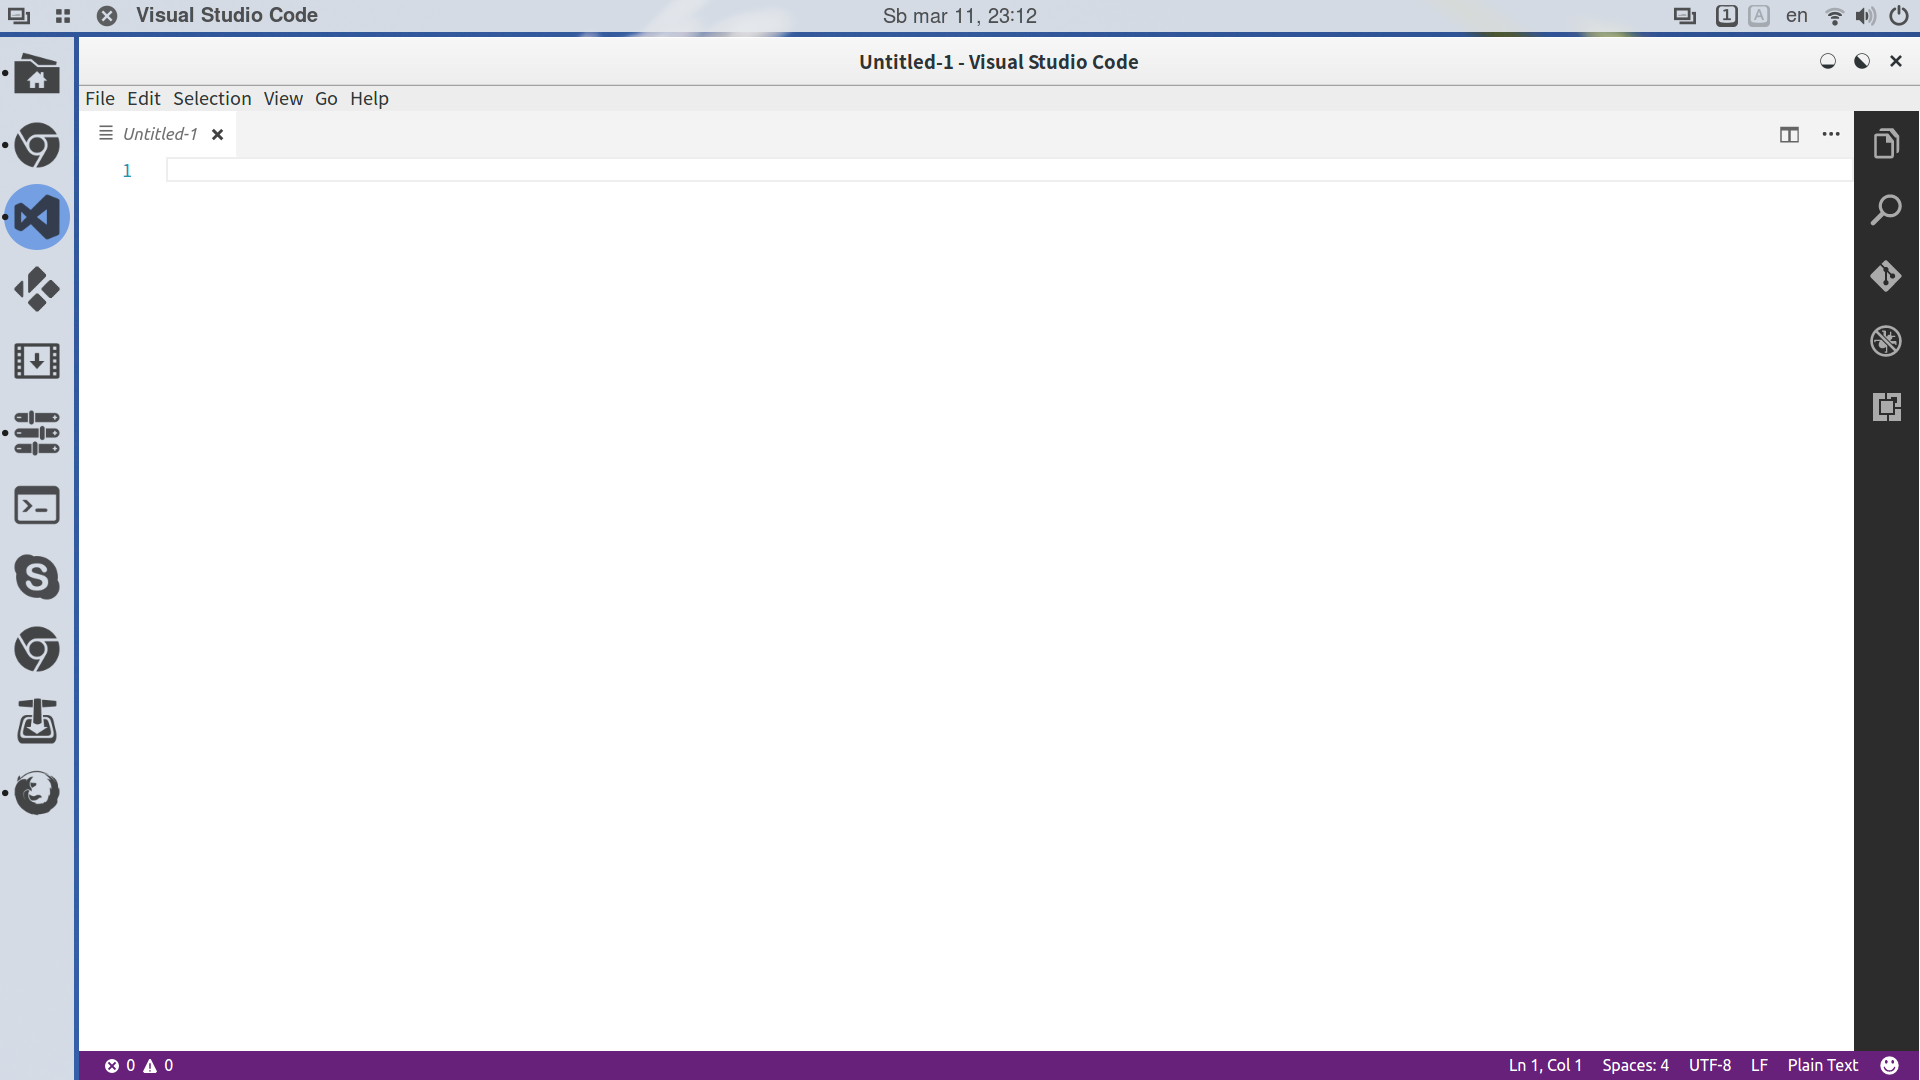 Visual Studio Code
Sb mar 11, 23:12
1
A
en
Untitled-1 - Visual Studio Code
File Edit Selection View Go Help
Untitled-1
1
0 0
Ln 1, Col 1 Spaces: 4 UTF-8 LF Plain Text